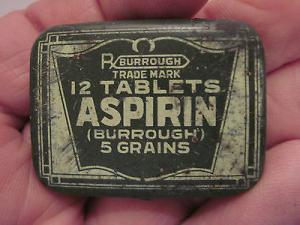 ℞ BURROUGH
TRADE MARK
12 TABLETS
ASPIRIN
(BURROUGH)
5 GRAINS